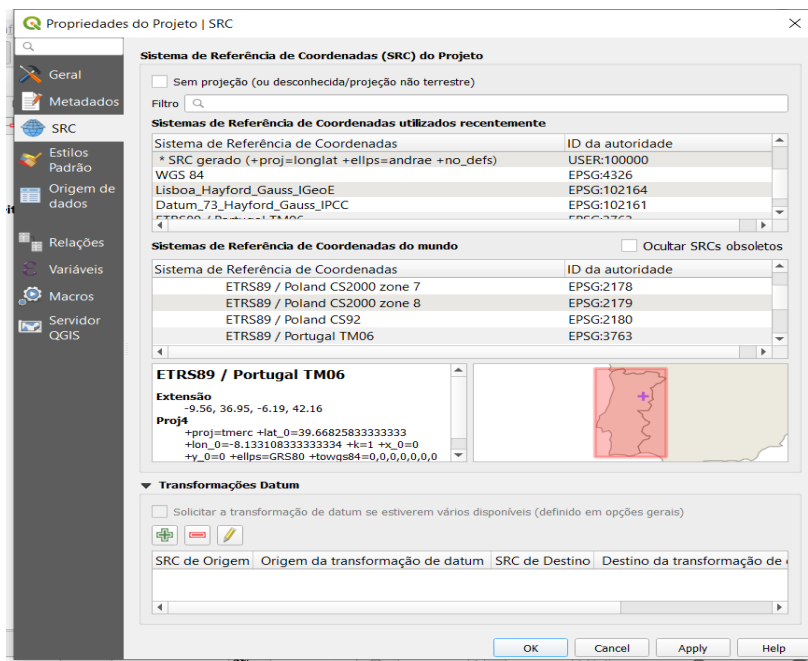 Propriedades do Projeto | SRC
Geral
Metadados
SRC
Estilos
Padrão
Origem de
dados
Relações
Variáveis
Macros
Servidor
QGIS
Sistema de Referência de Coordenadas (SRC) do Projeto
Sem projeção (ou desconhecida/projeção não terrestre)
Filtro
Sistemas de Referência de Coordenadas utilizados recentemente
Sistema de Referência de Coordenadas ID da autoridade
* SRC gerado (+proj=longlat +ellps=andrae +no_defs) USER:100000
WGS 84 EPSG:4326
Lisboa_Hayford_Gauss_IGeoE EPSG:102164
Datum_73_Hayford_Gauss_IPCC EPSG:102161
ETRS89 / Portugal TM06 EPSG:3763
Sistemas de Referência de Coordenadas do mundo Ocultar SRCs obsoletos
Sistema de Referência de Coordenadas ID da autoridade
ETRS89 / Poland CS2000 zone 7 EPSG:2178
ETRS89 / Poland CS2000 zone 8 EPSG:2179
ETRS89 / Poland CS92 EPSG:2180
ETRS89 / Portugal TM06 EPSG:3763
ETRS89 / Portugal TM06
Extensão
-9.56, 36.95, -6.19, 42.16
Proj4
+proj=tmerc +lat_0=39.66825833333333
+lon_0=-8.133108333333334 +k=1 +x_0=0
+y_0=0 +ellps=GRS80 +towgs84=0,0,0,0,0,0,0
Transformações Datum
Solicitar a transformação de datum se estiverem vários disponíveis (definido em opções gerais)
SRC de Origem Origem da transformação de datum SRC de Destino Destino da transformação de
OK Cancel Apply Help